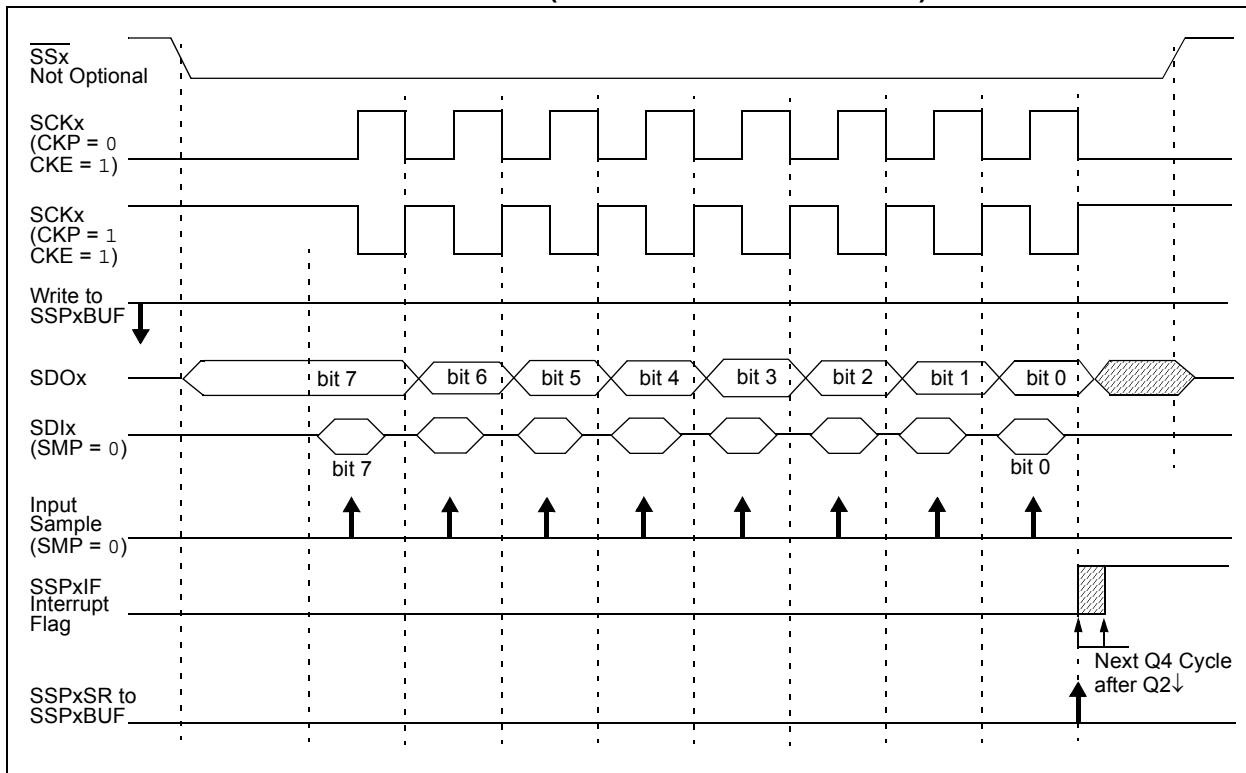 SSx
Not Optional
SCKx
(CKP = 0
CKE = 1)
SCKx
(CKP = 1
CKE = 1)
Write to
SSPxBUF
SDOx
bit 7
bit 6
bit 5
bit 4
bit 3
bit 2
bit 1
bit 0
SDIx
(SMP = 0)
bit 7
bit 0
Input
Sample
(SMP = 0)
SSPxIF
Interrupt
Flag
Next Q4 Cycle
after Q2↓
SSPxSR to
SSPxBUF